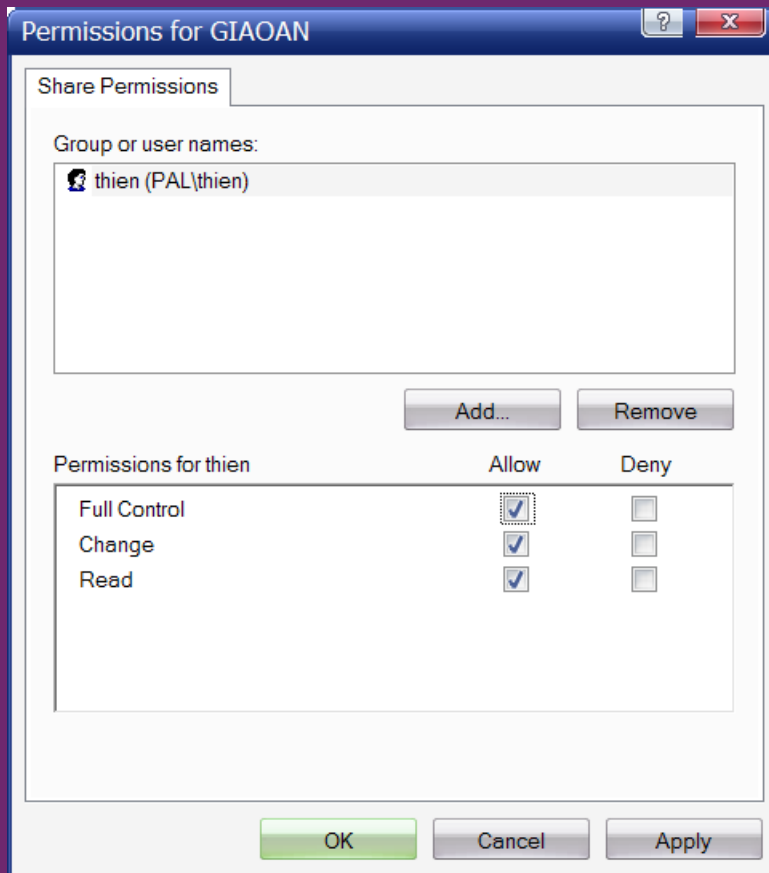 Permissions for GIAOAN
?
X
Share Permissions
Group or user names:
thien (PAL\thien)
Add...
Remove
Permissions for thien
Allow
Deny
Full Control
Change
Read
OK
Cancel
Apply